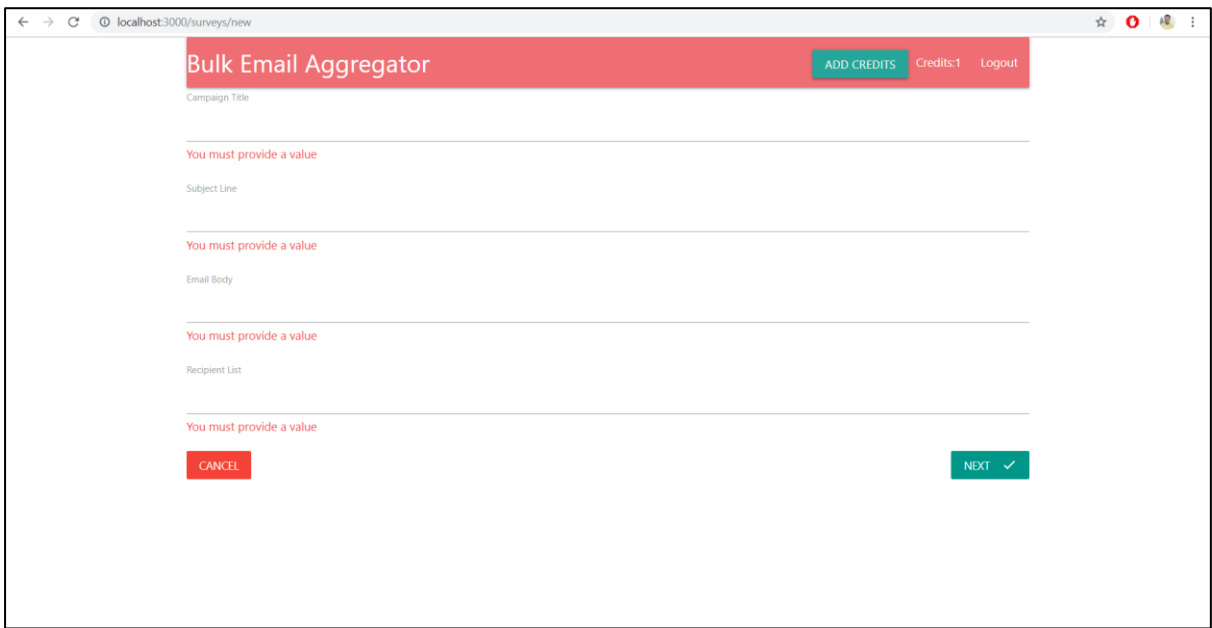 localhost:3000/surveys/new
Bulk Email Aggregator
ADD CREDITS Credits:1 Logout
Campaign Title
You must provide a value
Subject Line
You must provide a value
Email Body
You must provide a value
Recipient List
You must provide a value
CANCEL NEXT